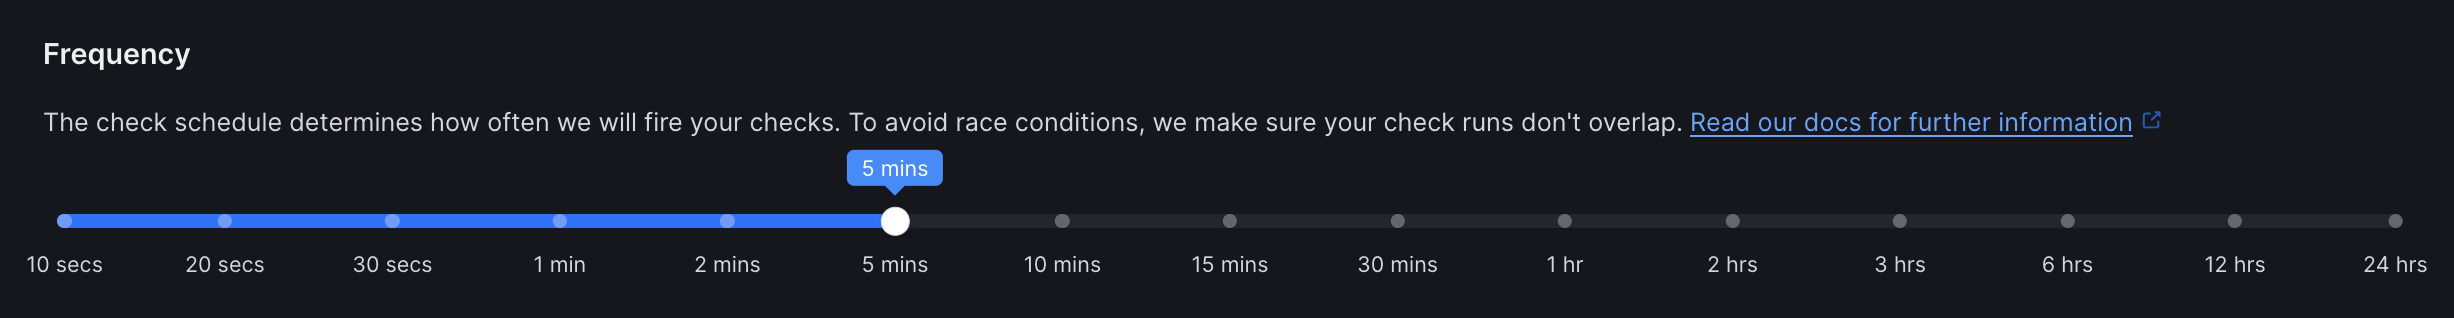 Frequency
The check schedule determines how often we will fire your checks. To avoid race conditions, we make sure your check runs don't overlap. Read our docs for further information
5 mins
10 secs 20 secs 30 secs 1 min 2 mins 5 mins 10 mins 15 mins 30 mins 1 hr 2 hrs 3 hrs 6 hrs 12 hrs 24 hrs